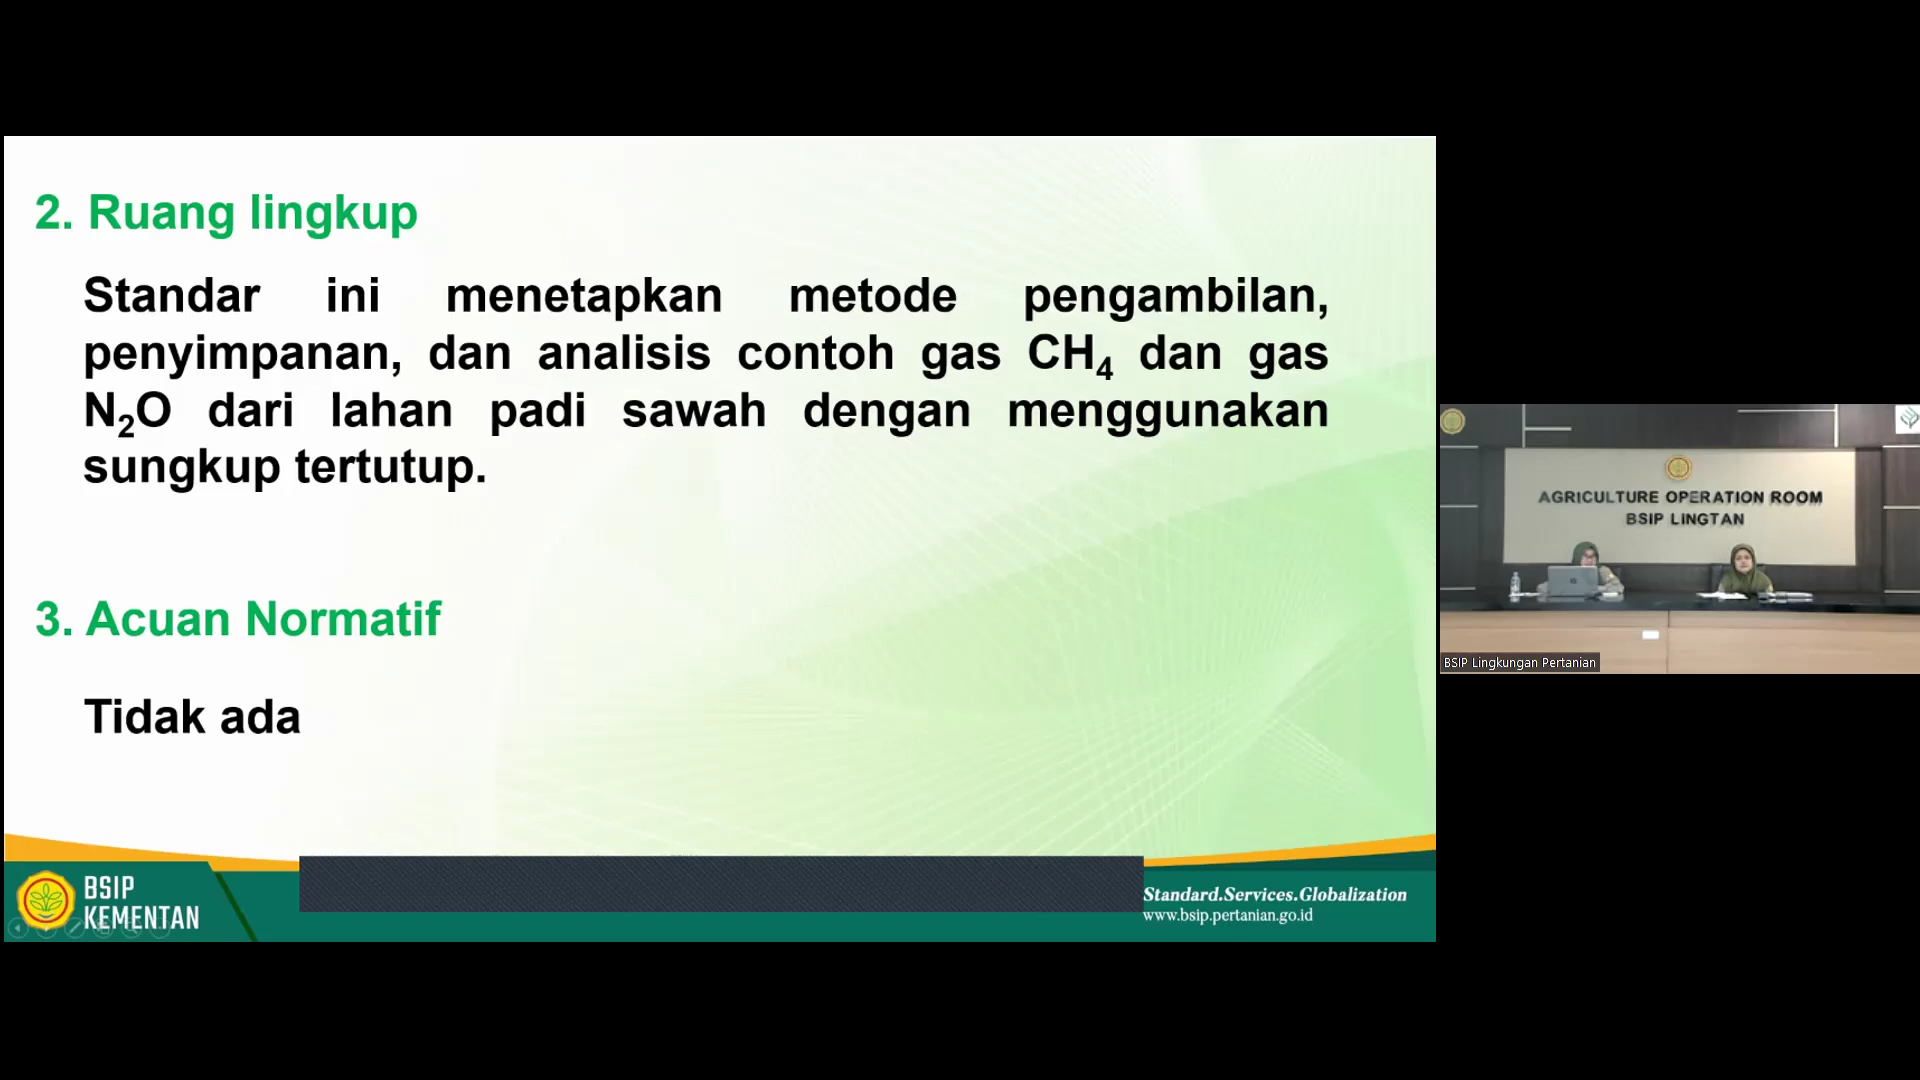 2. Ruang lingkup
Standar ini menetapkan metode pengambilan,
penyimpanan, dan analisis contoh gas CH₄ dan gas
N₂O dari lahan padi sawah dengan menggunakan
sungkup tertutup.
3. Acuan Normatif
Tidak ada
BSIP
KEMENTAN
Standard.Services.Globalization
www.bsip.pertanian.go.id
AGRICULTURE OPERATION ROOM
BSIP LINGTAN
BSIP Lingkungan Pertanian